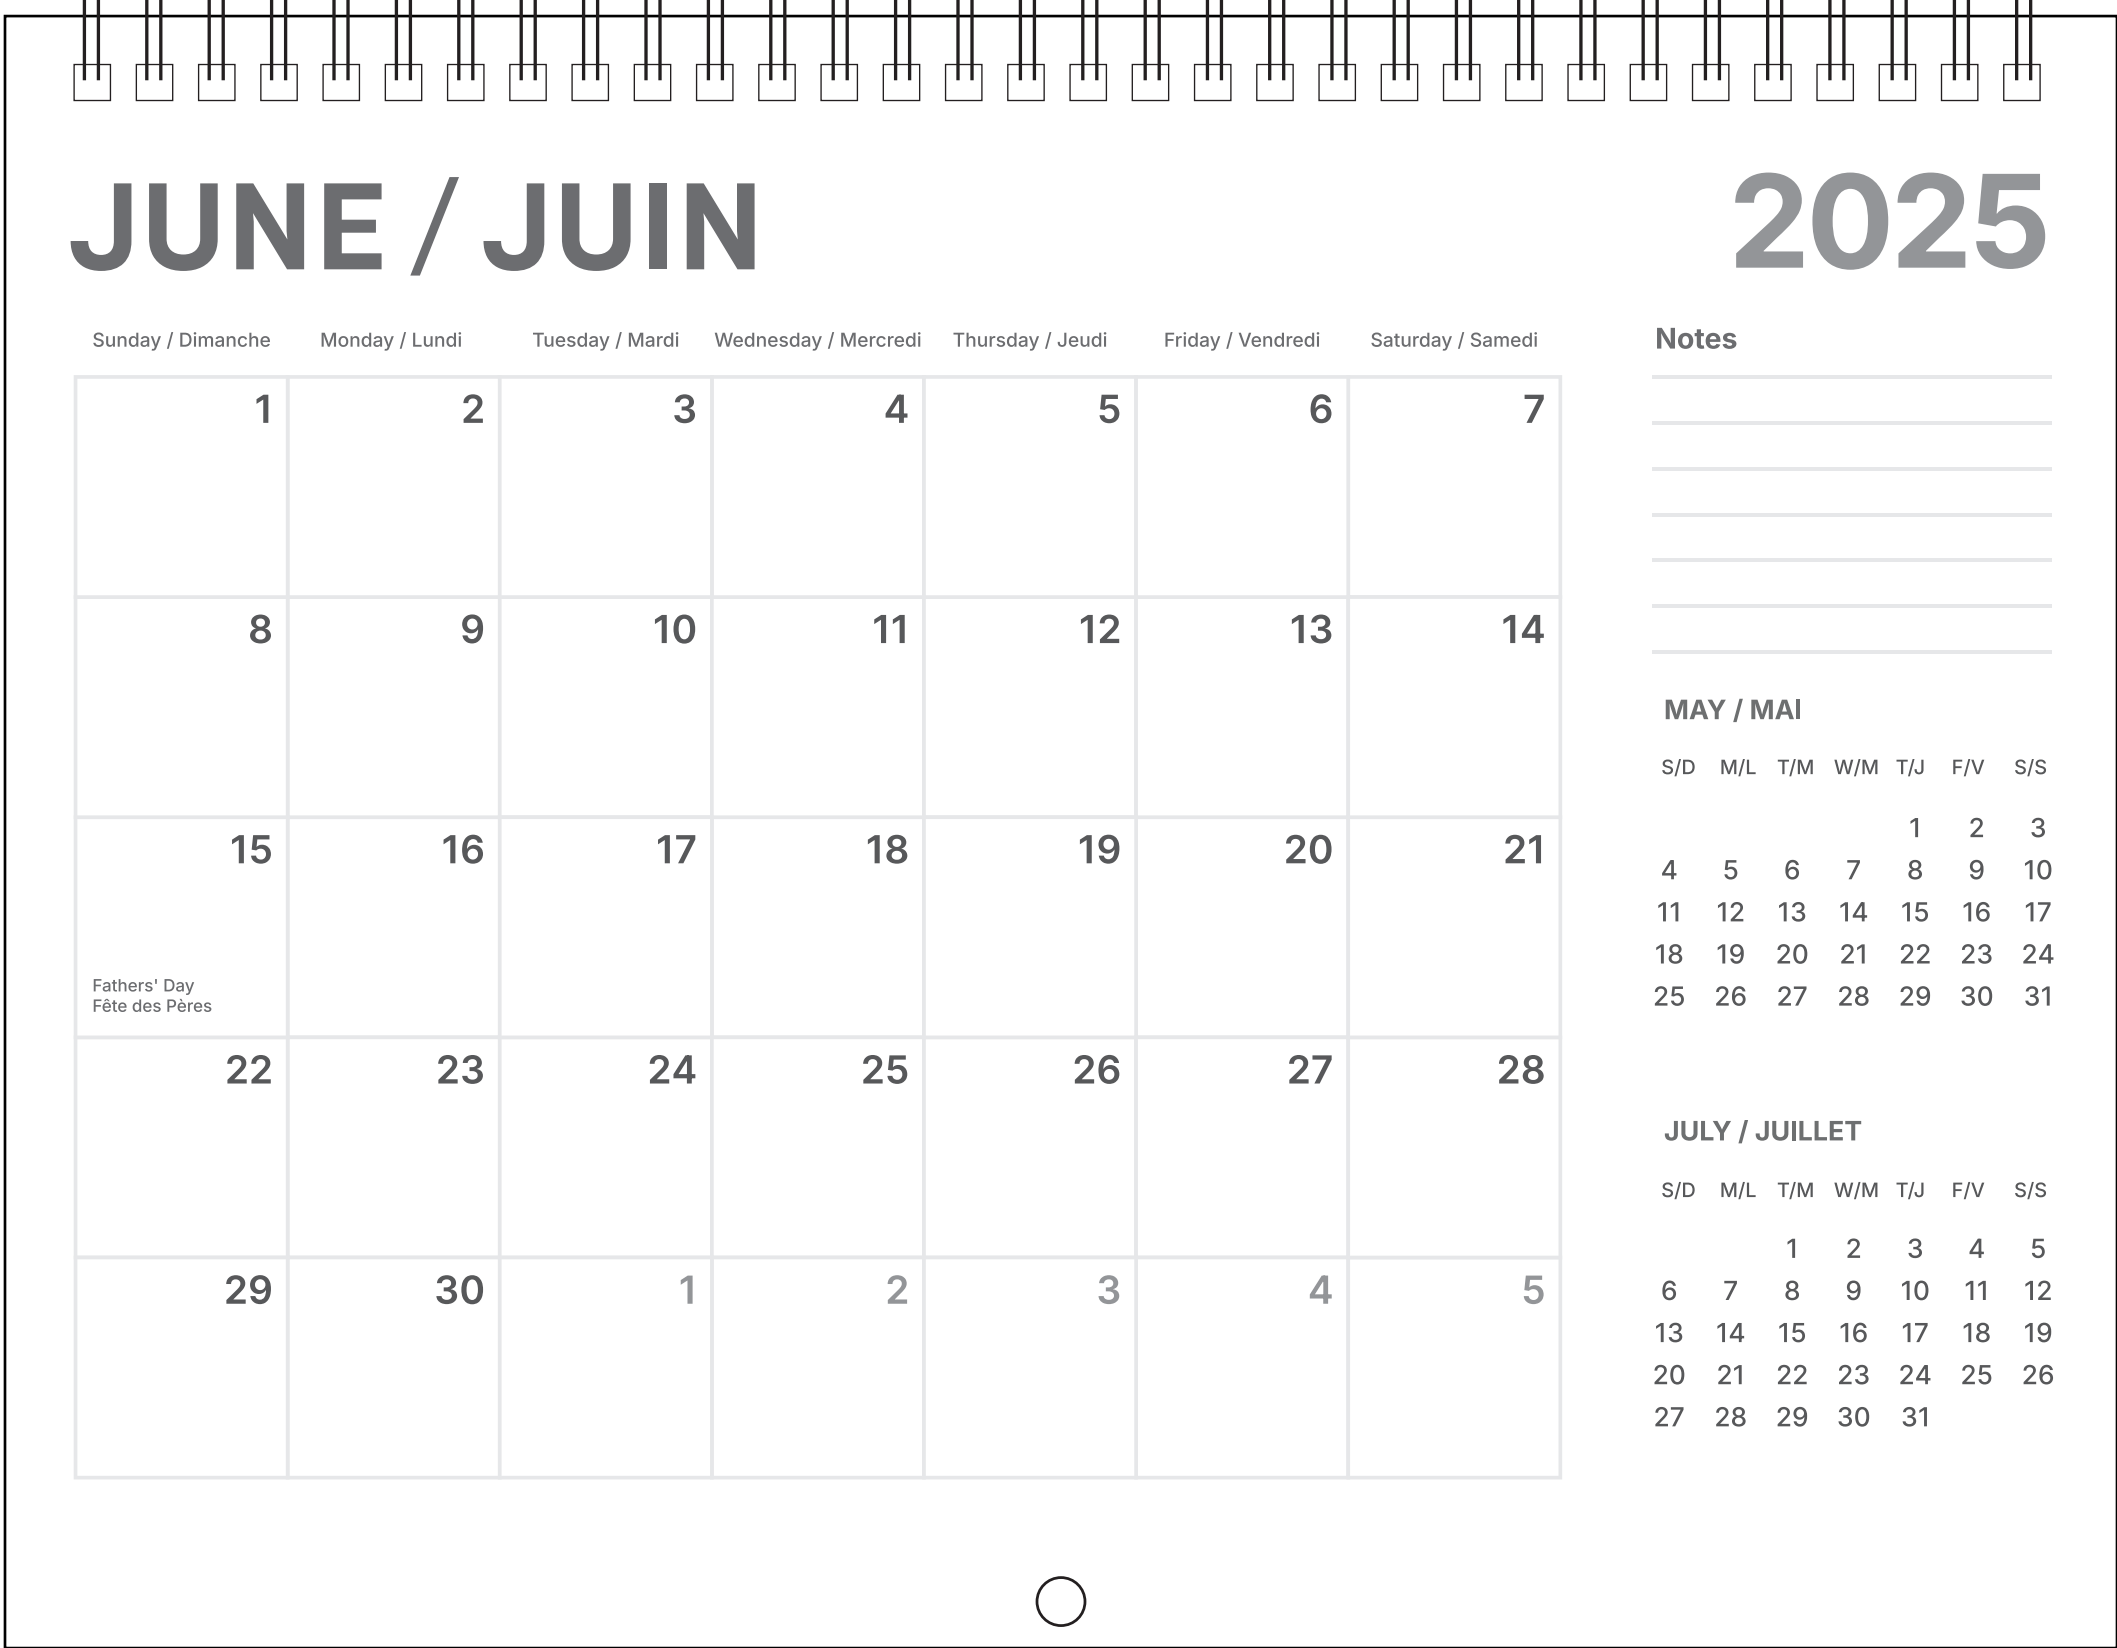 JUNE / JUIN
2025
Sunday / Dimanche Monday / Lundi Tuesday / Mardi Wednesday / Mercredi Thursday / Jeudi Friday / Vendredi Saturday / Samedi
1 2 3 4 5 6 7
8 9 10 11 12 13 14
15 16 17 18 19 20 21
Fathers' Day
Fête des Pères
22 23 24 25 26 27 28
29 30 1 2 3 4 5
Notes
MAY / MAI
S/D M/L T/M W/M T/J F/V S/S
1 2 3
4 5 6 7 8 9 10
11 12 13 14 15 16 17
18 19 20 21 22 23 24
25 26 27 28 29 30 31
JULY / JUILLET
S/D M/L T/M W/M T/J F/V S/S
1 2 3 4 5
6 7 8 9 10 11 12
13 14 15 16 17 18 19
20 21 22 23 24 25 26
27 28 29 30 31